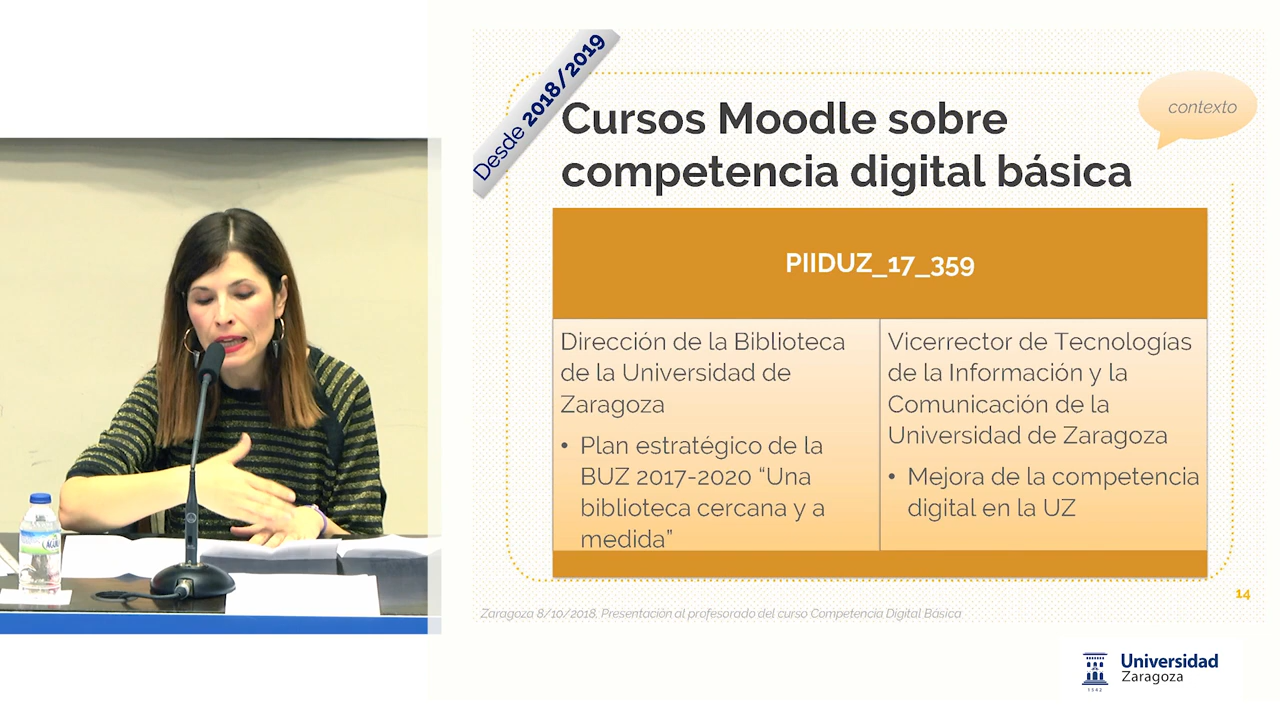 Desde 2018/2019
Cursos Moodle sobre
competencia digital básica
contexto
PIIDUZ_17_359
Dirección de la Biblioteca
de la Universidad de
Zaragoza
• Plan estratégico de la
BUZ 2017-2020 “Una
biblioteca cercana y a
medida”
Vicerrector de Tecnologías
de la Información y la
Comunicación de la
Universidad de Zaragoza
• Mejora de la competencia
digital en la UZ
14
Zaragoza 8/10/2018. Presentación al profesorado del curso Competencia Digital Básica
Universidad
Zaragoza
1542